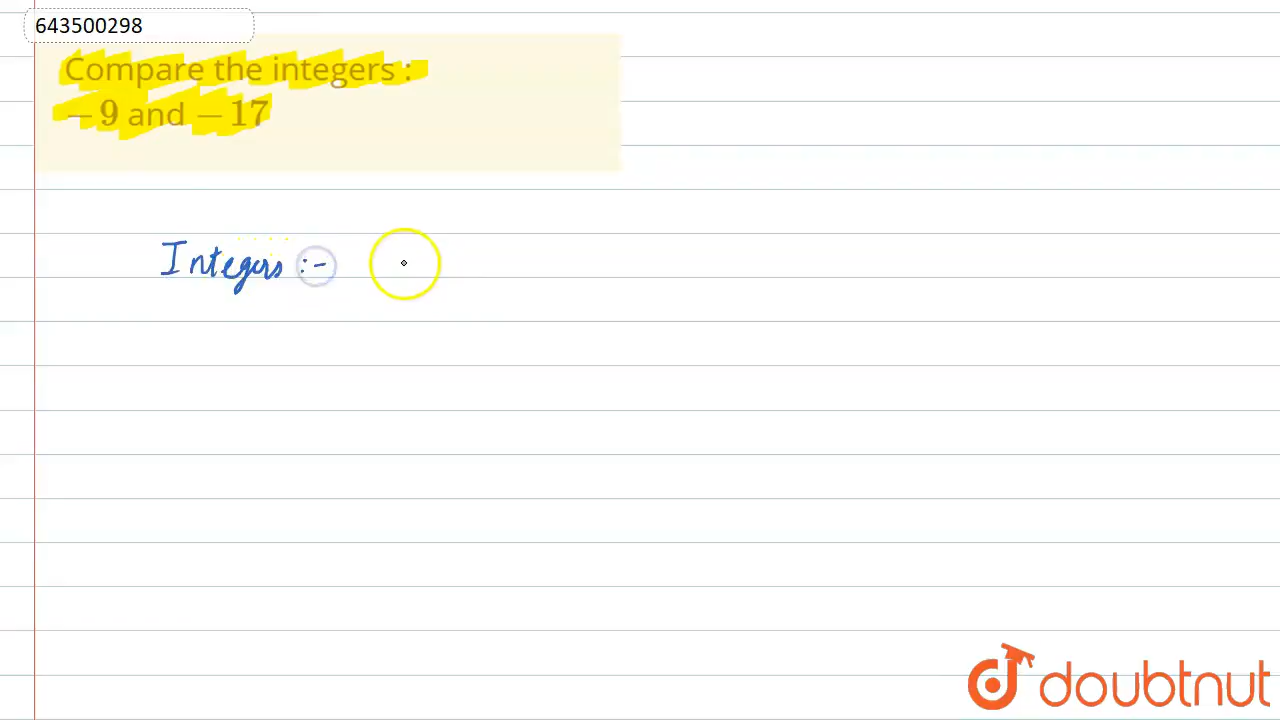 643500298
Compare the integers :
−9 and −17
Integers :-
doubtnut